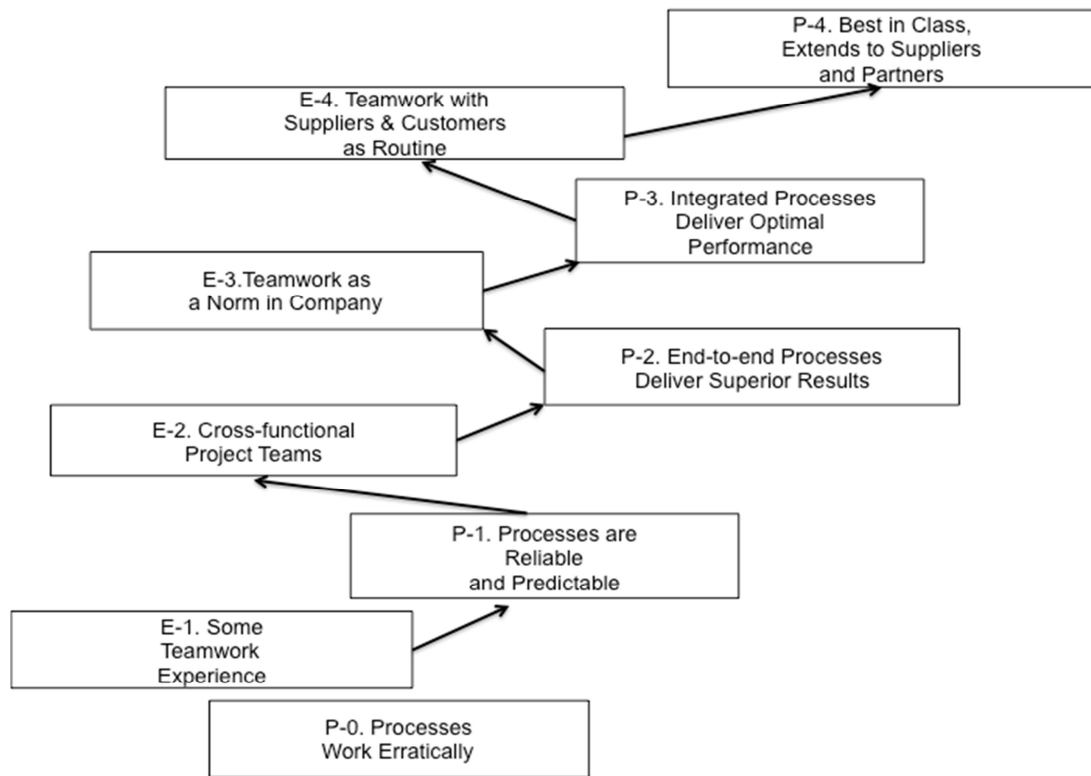 P-4. Best in Class,
Extends to Suppliers
and Partners
E-4. Teamwork with
Suppliers & Customers
as Routine
P-3. Integrated Processes
Deliver Optimal
Performance
E-3.Teamwork as
a Norm in Company
P-2. End-to-end Processes
Deliver Superior Results
E-2. Cross-functional
Project Teams
P-1. Processes are
Reliable
and Predictable
E-1. Some
Teamwork
Experience
P-0. Processes
Work Erratically